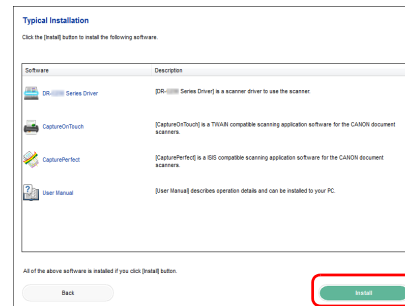 Typical Installation
Click the [Install] button to install the following software.
Software Description
DR- Series Driver [DR- Series Driver] is a scanner driver to use the scanner.
CaptureOnTouch [CaptureOnTouch] is a TWAIN compatible scanning application software for the CANON document
scanners.
CapturePerfect [CapturePerfect] is a ISIS compatible scanning application software for the CANON document
scanners.
User Manual [User Manual] describes operation details and can be installed to your PC.
All of the above software is installed if you click [Install] button.
Back Install